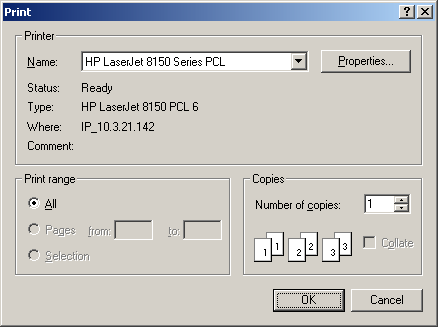 Print
Printer
Name: HP LaserJet 8150 Series PCL Properties...
Status: Ready
Type: HP LaserJet 8150 PCL 6
Where: IP_10.3.21.142
Comment:
Print range
All
Pages from: to:
Selection
Copies
Number of copies: 1
1 1 2 2 3 3 Collate
OK Cancel